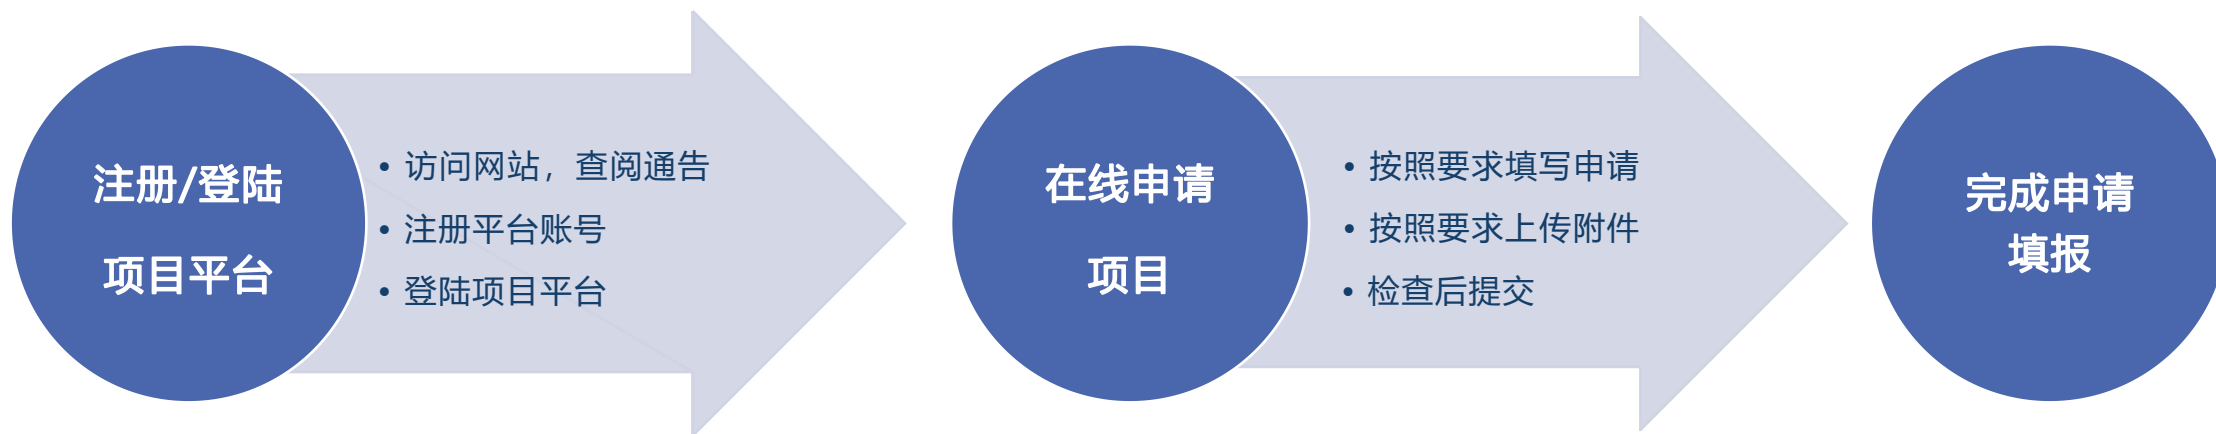 注册/登陆
项目平台
• 访问网站，查阅通告
• 注册平台账号
• 登陆项目平台
在线申请
项目
• 按照要求填写申请
• 按照要求上传附件
• 检查后提交
完成申请
填报